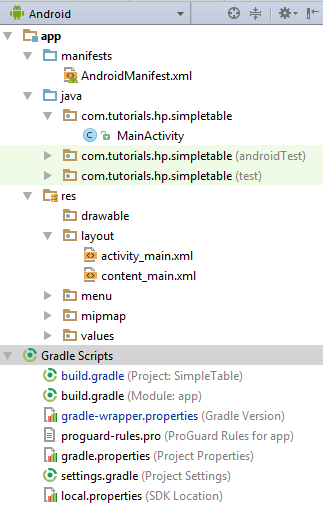 Android
app
manifests
AndroidManifest.xml
java
com.tutorials.hp.simpletable
MainActivity
com.tutorials.hp.simpletable (androidTest)
com.tutorials.hp.simpletable (test)
res
drawable
layout
activity_main.xml
content_main.xml
menu
mipmap
values
Gradle Scripts
build.gradle (Project: SimpleTable)
build.gradle (Module: app)
gradle-wrapper.properties (Gradle Version)
proguard-rules.pro (ProGuard Rules for app)
gradle.properties (Project Properties)
settings.gradle (Project Settings)
local.properties (SDK Location)